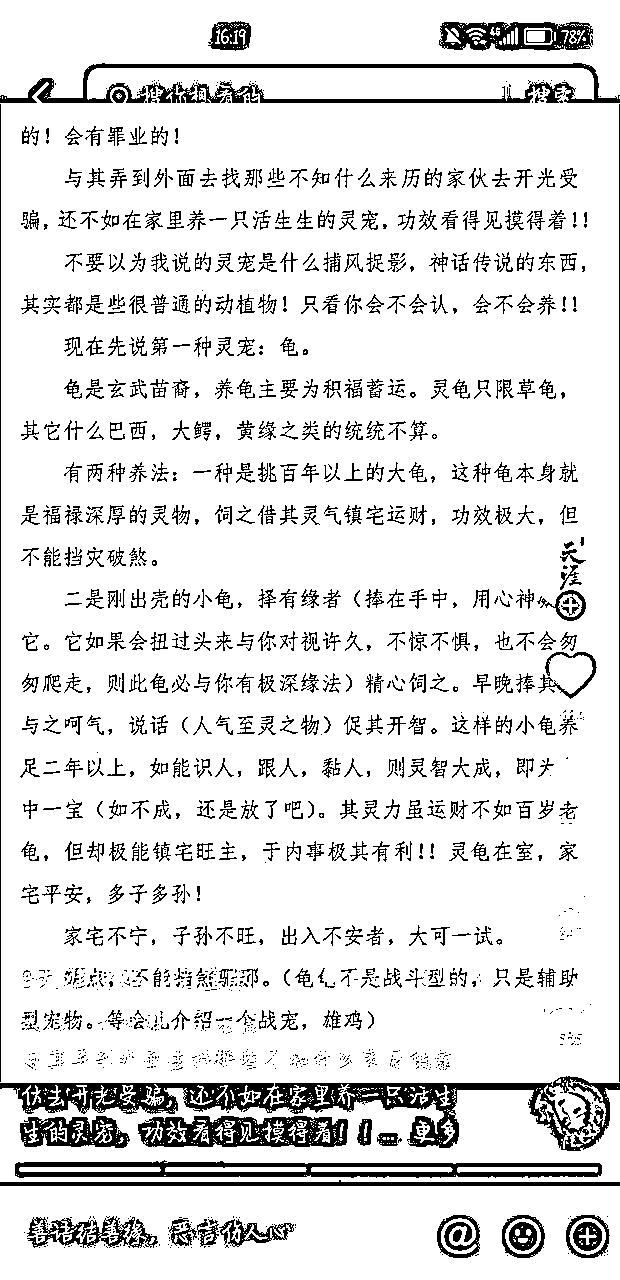 16:19
78%
搜你想看的
搜索
的！会有罪业的！
与其弄到外面去找那些不知什么来历的家伙去开光受
骗，还不如在家里养一只活生生的灵宠，功效看得见摸得着！！
不要以为我说的灵宠是什么捕风捉影，神话传说的东西，
其实都是些很普通的动植物！只看你会不会认，会不会养！！
现在先说第一种灵宠：龟。
龟是玄武苗裔，养龟主要为积福蓄运。灵龟只限草龟，
其它什么巴西，大鳄，黄缘之类的统统不算。
有两种养法：一种是挑百年以上的大龟，这种龟本身就
是福禄深厚的灵物，饲之借其灵气镇宅运财，功效极大，但
不能挡灾破煞。
天涯
二是刚出壳的小龟，择有缘者（捧在手中，用心神
它。它如果会扭过头来与你对视许久，不惊不惧，也不会匆
匆爬走，则此龟必与你有极深缘法）精心饲之。早晚捧其
与之呵气，说话（人气至灵之物）促其开智。这样的小龟养
足二年以上，如能识人，跟人，黏人，则灵智大成，即为
中一宝（如不成，还是放了吧）。其灵力虽运财不如百岁老
龟，但却极能镇宅旺主，于内事极其有利！！灵龟在室，家
宅平安，多子多孙！
家宅不宁，子孙不旺，出入不安者，大可一试。
缺点，不能挡煞驱邪。（龟龟不是战斗型的，只是辅助
型宠物。等会儿介绍一个战宠，雄鸡）
伙去开光受骗，还不如在家里养一只活生
生的灵宠，功效看得见摸得着！！... 更多
善语结善缘，恶言伤人心